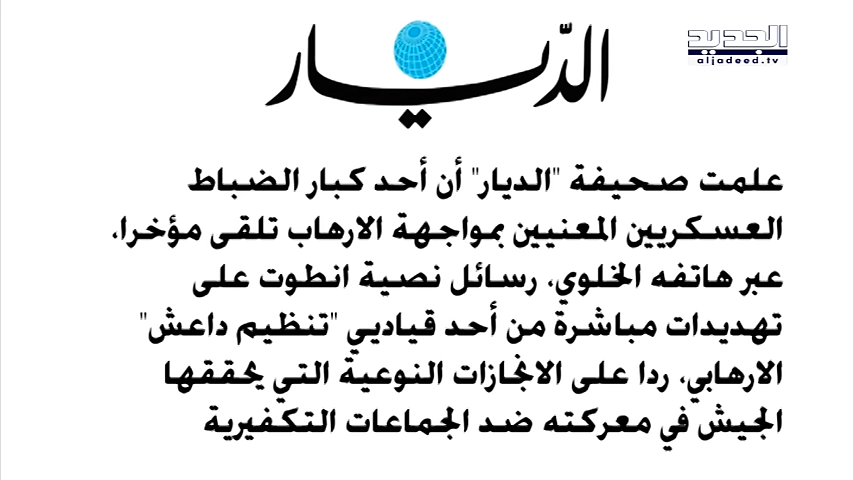 الديار
الجديد
aljadeed.tv
علمت صحيفة "الديار" أن أحد كبار الضباط
العسكريين المعنيين بمواجهة الارهاب تلقى مؤخرا،
عبر هاتفه الخلوي، رسائل نصية انطوت على
تهديدات مباشرة من أحد قياديي "تنظيم داعش"
الارهابي، ردا على الانجازات النوعية التي يحققها
الجيش في معركته ضد الجماعات التكفيرية